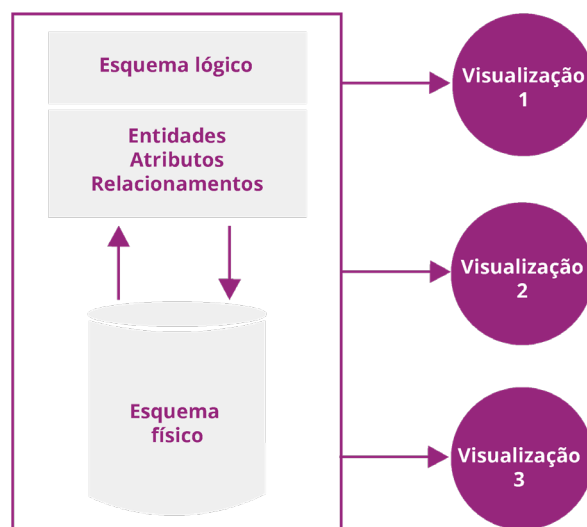 Esquema lógico
Entidades
Atributos
Relacionamentos
Esquema
físico
Visualização
1
Visualização
2
Visualização
3